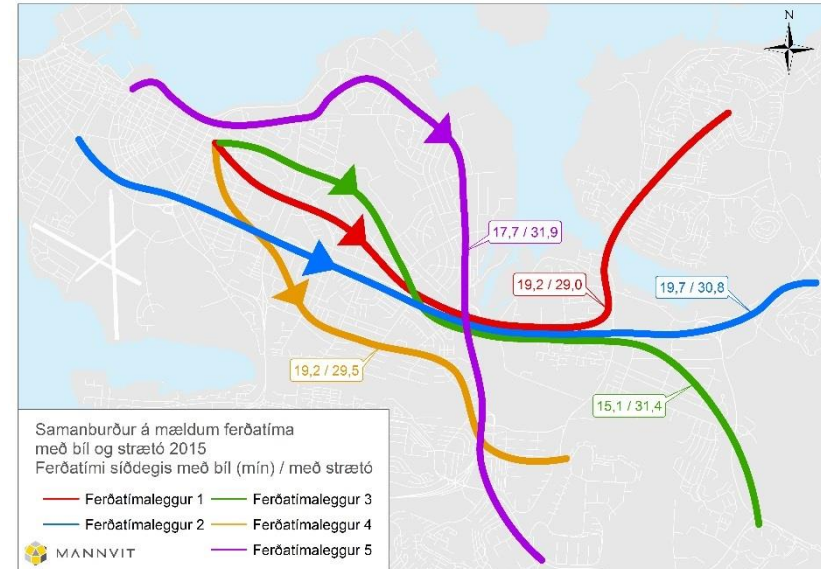 N
17,7 / 31,9
19,2 / 29,0
19,7 / 30,8
19,2 / 29,5
15,1 / 31,4
Samanburður á mældum ferðatíma
með bíl og strætó 2015
Ferðatími síðdegis með bíl (mín) / með strætó
Ferðatímaleggur 1
Ferðatímaleggur 3
Ferðatímaleggur 2
Ferðatímaleggur 4
Ferðatímaleggur 5
MANNVIT